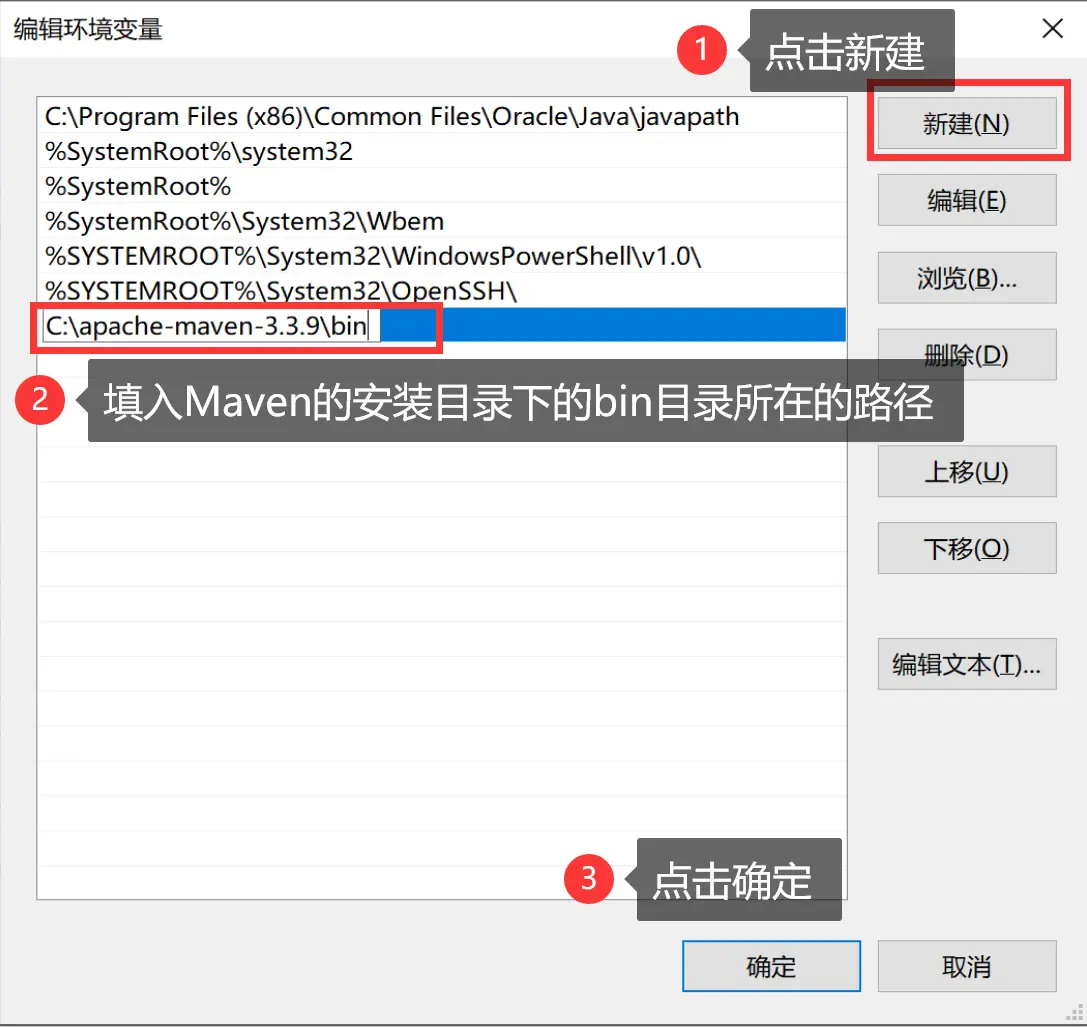 编辑环境变量
1
点击新建
C:\Program Files (x86)\Common Files\Oracle\Java\javapath
%SystemRoot%\system32
%SystemRoot%
%SystemRoot%\System32\Wbem
%SYSTEMROOT%\System32\WindowsPowerShell\v1.0\
%SYSTEMROOT%\System32\OpenSSH\
C:\apache-maven-3.3.9\bin
2
填入Maven的安装目录下的bin目录所在的路径
新建(N)
编辑(E)
浏览(B)...
删除(D)
上移(U)
下移(O)
编辑文本(T)...
3
点击确定
确定
取消